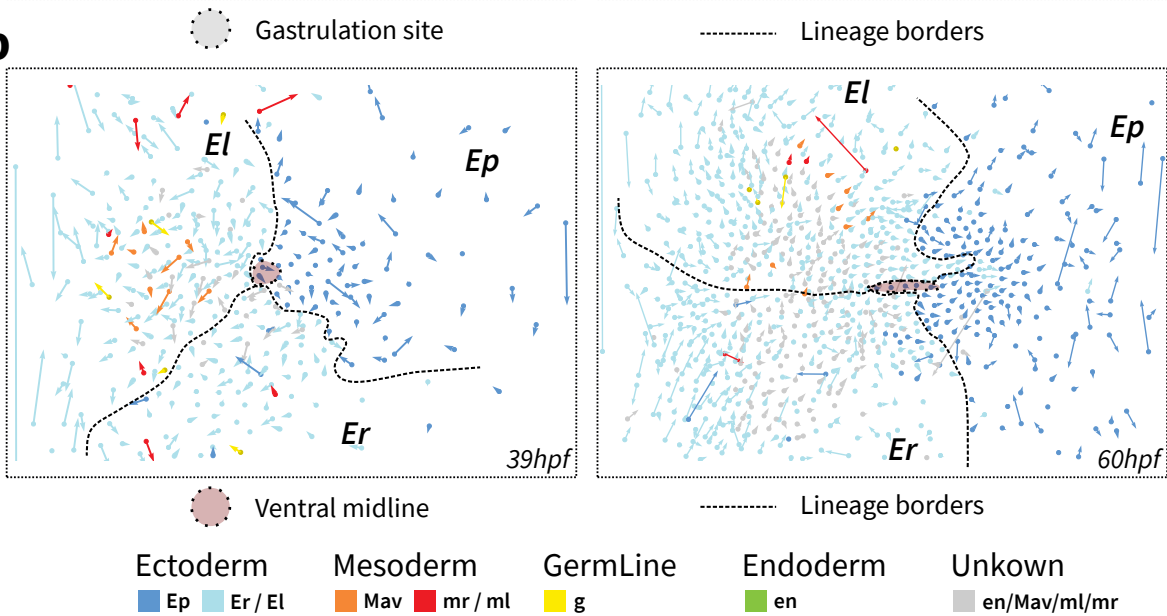 Gastrulation site
Lineage borders
El
Ep
Er
39hpf
El
Ep
Er
60hpf
Ventral midline
Lineage borders
Ectoderm
Mesoderm
GermLine
Endoderm
Unkown
Ep
Er / El
Mav
mr / ml
g
en
en/Mav/ml/mr